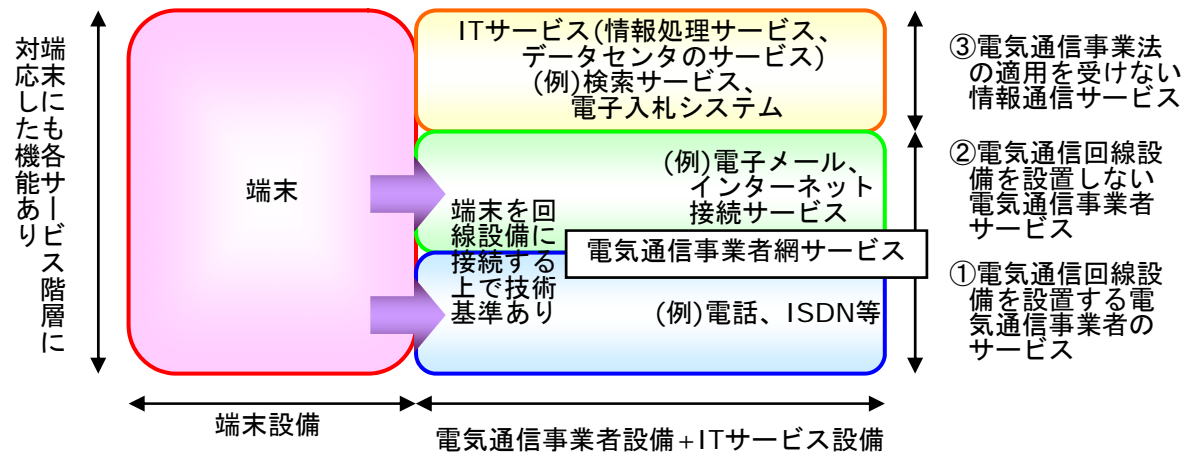 端末にも各サービス階層に
対応した機能あり
端末
ITサービス(情報処理サービス、
データセンタのサービス)
(例)検索サービス、
電子入札システム
(例)電子メール、
インターネット
接続サービス
端末を回
線設備に
接続する
上で技術
基準あり
電気通信事業者網サービス
(例)電話、ISDN等
③電気通信事業法
の適用を受けない
情報通信サービス
②電気通信回線設
備を設置しない
電気通信事業者
サービス
①電気通信回線設
備を設置する電
気通信事業者の
サービス
端末設備
電気通信事業者設備+ITサービス設備